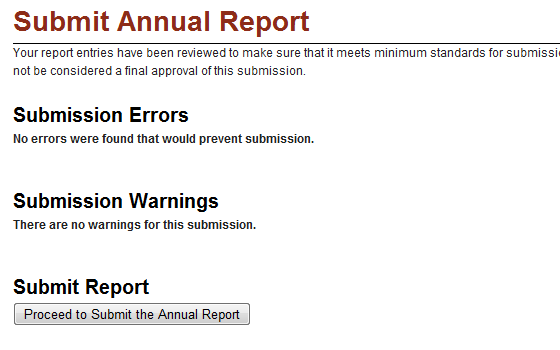 Submit Annual Report
Your report entries have been reviewed to make sure that it meets minimum standards for
not be considered a final approval of this submission.
Submission Errors
No errors were found that would prevent submission.
Submission Warnings
There are no warnings for this submission.
Submit Report
Proceed to Submit the Annual Report